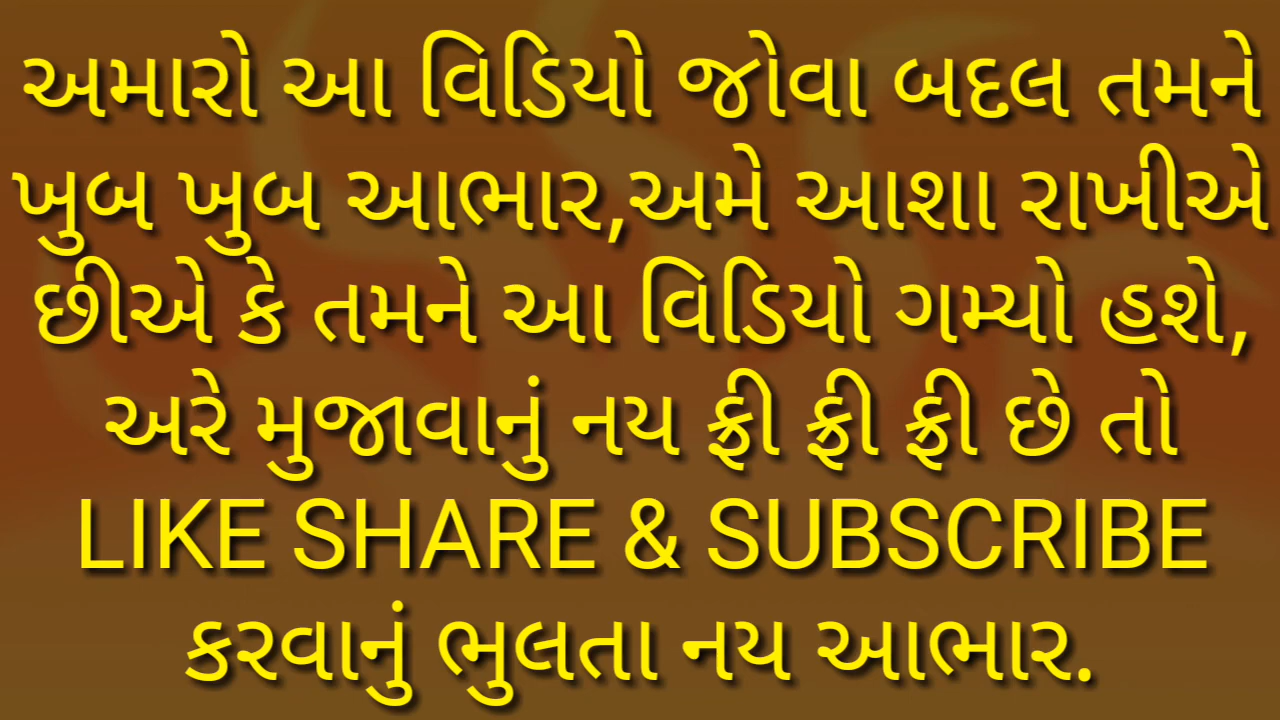 અમારો આ વિડિયો જોવા બદલ તમને
ખુબ ખુબ આભાર,અમે આશા રાખીએ
છીએ કે તમને આ વિડિયો ગમ્યો હશે,
અરે મુજાવાનું નય ફ્રી ફ્રી ફ્રી છે તો
LIKE SHARE & SUBSCRIBE
કરવાનું ભુલતા નય આભાર.